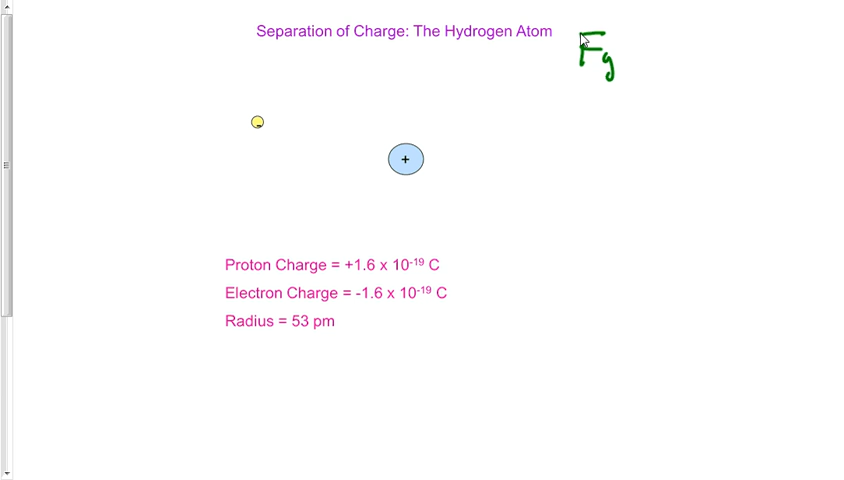 Separation of Charge: The Hydrogen Atom
Fg
-
+
Proton Charge = +1.6 x 10⁻¹⁹ C
Electron Charge = -1.6 x 10⁻¹⁹ C
Radius = 53 pm